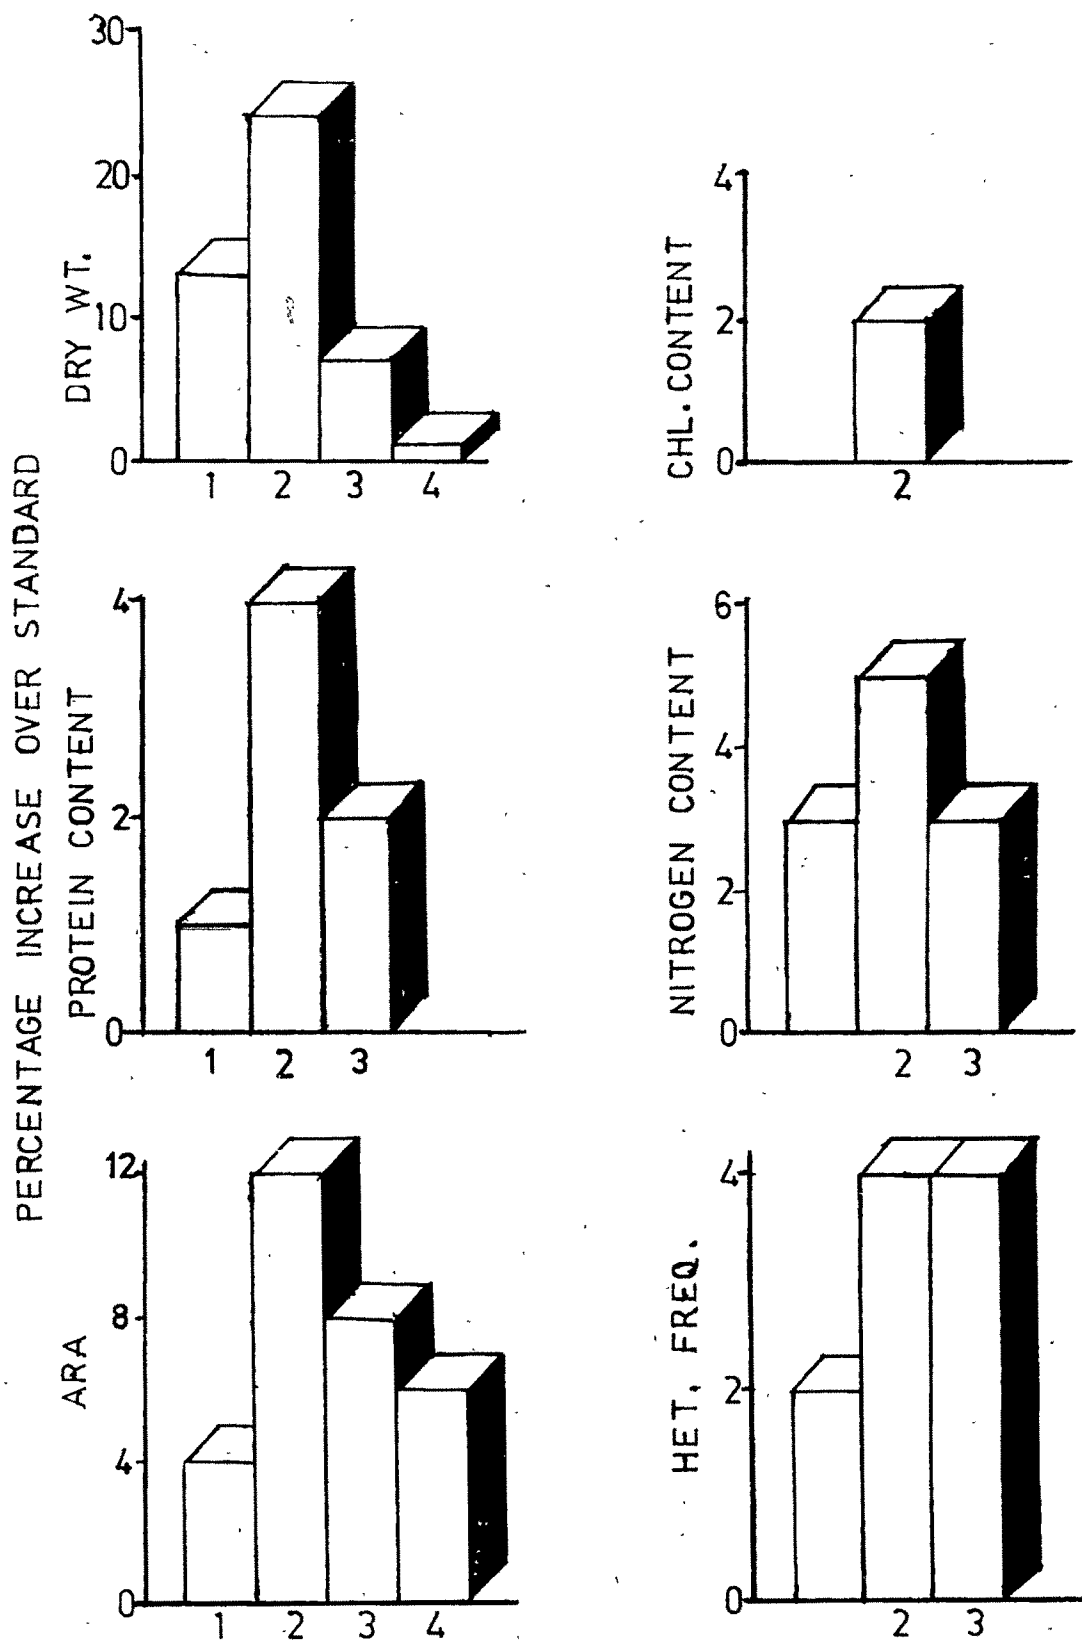 PERCENTAGE INCREASE OVER STANDARD
DRY WT.
30
20
10
0
1 2 3 4
CHL. CONTENT
4
2
0
2
PROTEIN CONTENT
4
2
0
1 2 3
NITROGEN CONTENT
6
4
2
0
2 3
ARA
12
8
4
0
1 2 3 4
HET. FREQ.
4
2
0
2 3